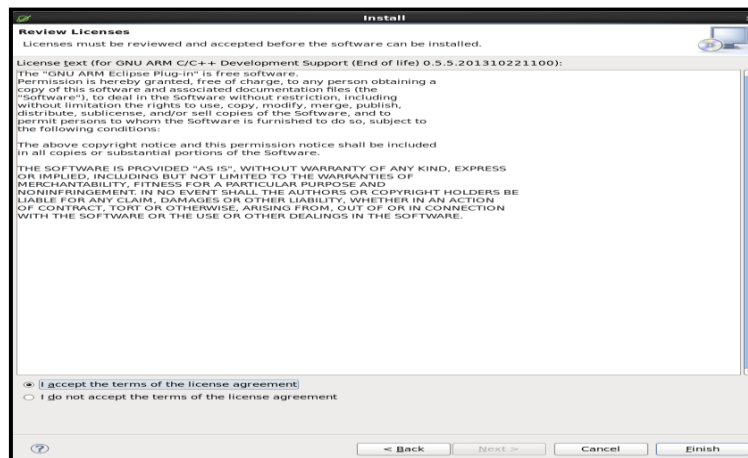 Install
Review Licenses
Licenses must be reviewed and accepted before the software can be installed.
License text (for GNU ARM C/C++ Development Support (End of life) 0.5.5.201310221100):
The "GNU ARM Eclipse Plug-in" is free software.
Permission is hereby granted, free of charge, to any person obtaining a
copy of this software and associated documentation files (the
"Software"), to deal in the Software without restriction, including
without limitation the rights to use, copy, modify, merge, publish,
distribute, sublicense, and/or sell copies of the Software, and to
permit persons to whom the Software is furnished to do so, subject to
the following conditions:
The above copyright notice and this permission notice shall be included
in all copies or substantial portions of the Software.
THE SOFTWARE IS PROVIDED "AS IS", WITHOUT WARRANTY OF ANY KIND, EXPRESS
OR IMPLIED, INCLUDING BUT NOT LIMITED TO THE WARRANTIES OF
MERCHANTABILITY, FITNESS FOR A PARTICULAR PURPOSE AND
NONINFRINGEMENT. IN NO EVENT SHALL THE AUTHORS OR COPYRIGHT HOLDERS BE
LIABLE FOR ANY CLAIM, DAMAGES OR OTHER LIABILITY, WHETHER IN AN ACTION
OF CONTRACT, TORT OR OTHERWISE, ARISING FROM, OUT OF OR IN CONNECTION
WITH THE SOFTWARE OR THE USE OR OTHER DEALINGS IN THE SOFTWARE.
I accept the terms of the license agreement
I do not accept the terms of the license agreement
? < Back Next > Cancel Finish